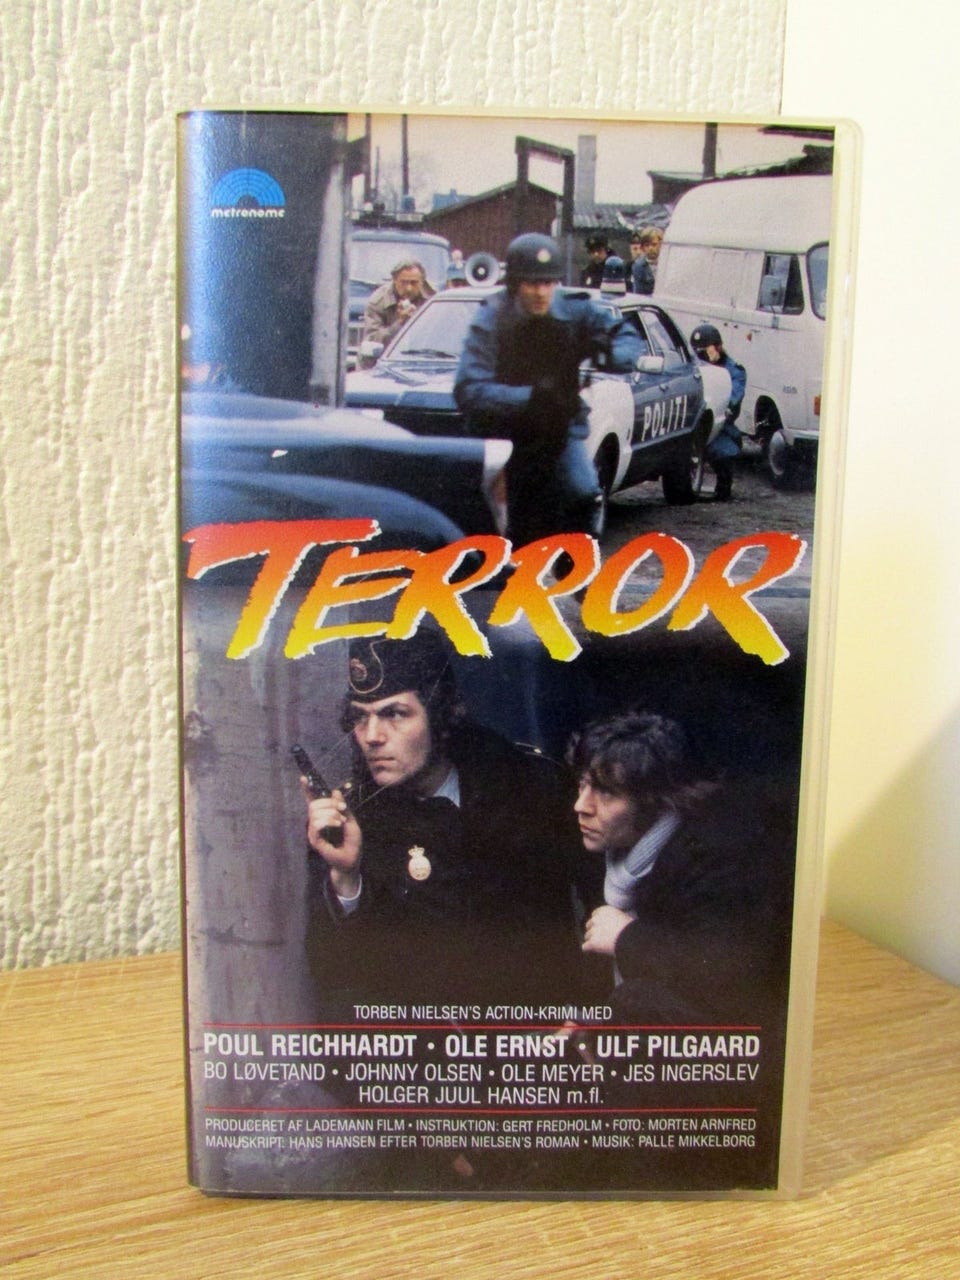 metronome
POLITI
TERROR
TORBEN NIELSEN'S ACTION-KRIMI MED
POUL REICHHARDT • OLE ERNST • ULF PILGAARD
BO LØVETAND • JOHNNY OLSEN • OLE MEYER • JES INGERSLEV
HOLGER JUUL HANSEN m.fl.
PRODUCERET AF LADEMANN FILM • INSTRUKTION: GERT FREDHOLM • FOTO: MORTEN ARNFRED
MANUSKRIPT: HANS HANSEN EFTER TORBEN NIELSEN'S ROMAN • MUSIK: PALLE MIKKELBORG